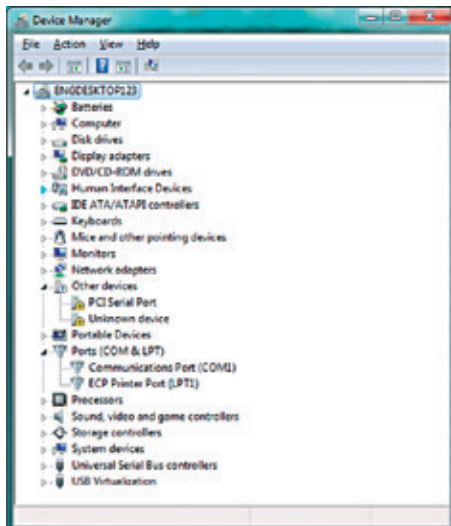 Device Manager
File Action View Help
ENGDESKTOP123
Batteries
Computer
Disk drives
Display adapters
DVD/CD-ROM drives
Human Interface Devices
IDE ATA/ATAPI controllers
Keyboards
Mice and other pointing devices
Monitors
Network adapters
Other devices
PCI Serial Port
Unknown device
Portable Devices
Ports (COM & LPT)
Communications Port (COM1)
ECP Printer Port (LPT1)
Processors
Sound, video and game controllers
Storage controllers
System devices
Universal Serial Bus controllers
USB Virtualization